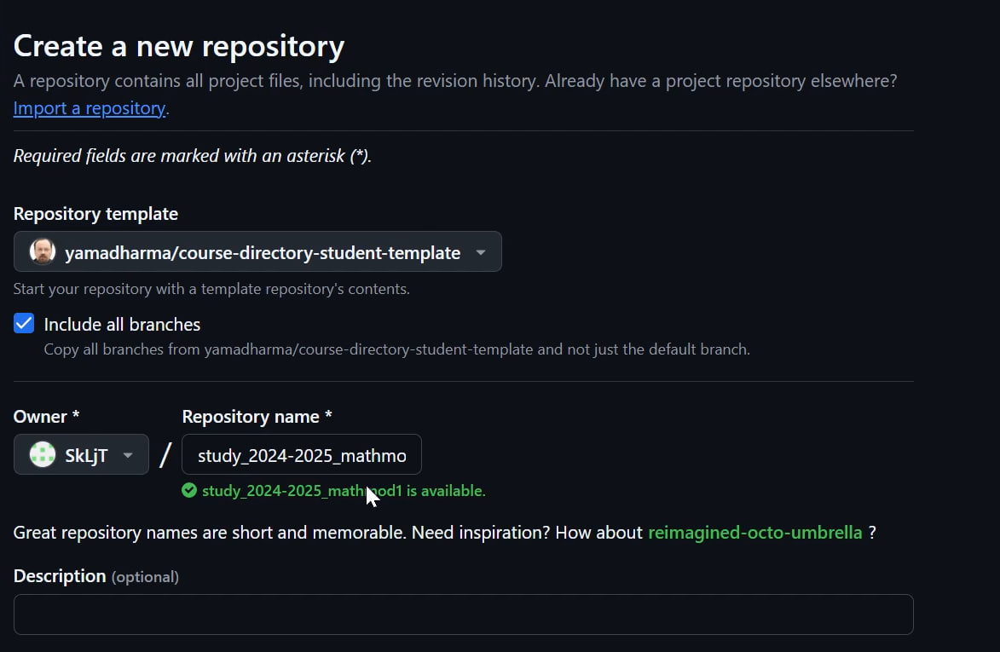 Create a new repository
A repository contains all project files, including the revision history. Already have a project repository elsewhere?
Import a repository.
Required fields are marked with an asterisk (*).
Repository template
yamadharma/course-directory-student-template
Start your repository with a template repository's contents.
Include all branches
Copy all branches from yamadharma/course-directory-student-template and not just the default branch.
Owner * Repository name *
SkLjT / study_2024-2025_mathmo
study_2024-2025_mathmod1 is available.
Great repository names are short and memorable. Need inspiration? How about reimagined-octo-umbrella ?
Description (optional)